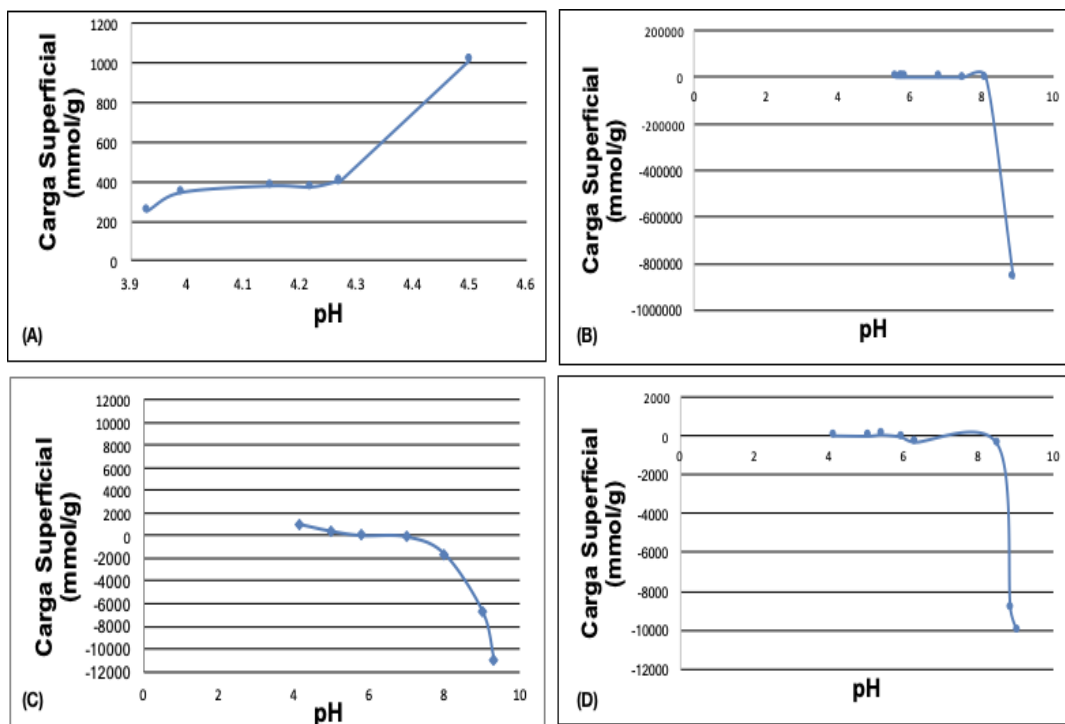 1200
1000
800
600
400
200
0
3.9 4 4.1 4.2 4.3 4.4 4.5 4.6
Carga Superficial
(mmol/g)
pH
(A)
200000
0
-200000
-400000
-600000
-800000
-1000000
0 2 4 6 8 10
Carga Superficial
(mmol/g)
pH
(B)
12000
10000
8000
6000
4000
2000
0
-2000
-4000
-6000
-8000
-10000
-12000
0 2 4 6 8 10
Carga Superficial
(mmol/g)
pH
(C)
2000
0
-2000
-4000
-6000
-8000
-10000
-12000
0 2 4 6 8 10
Carga Superficial
(mmol/g)
pH
(D)